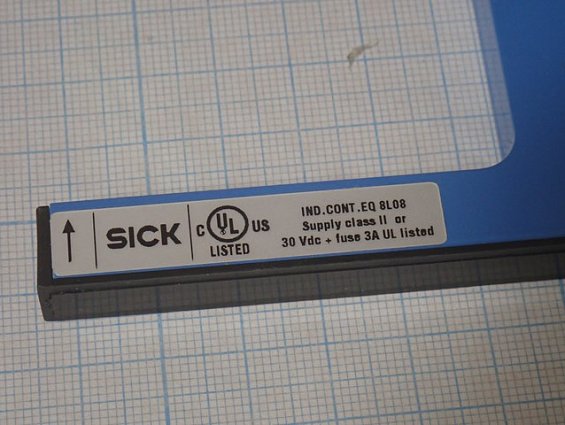 SICK
C UL US
LISTED
IND.CONT.EQ 8L08
Supply class II or
30 Vdc + fuse 3A UL listed